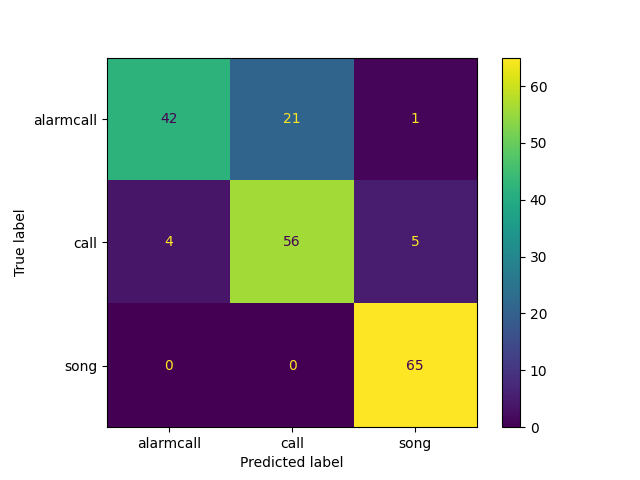 alarmcall 42 21 1
call 4 56 5
song 0 0 65
alarmcall call song
Predicted label
True label
60
50
40
30
20
10
0